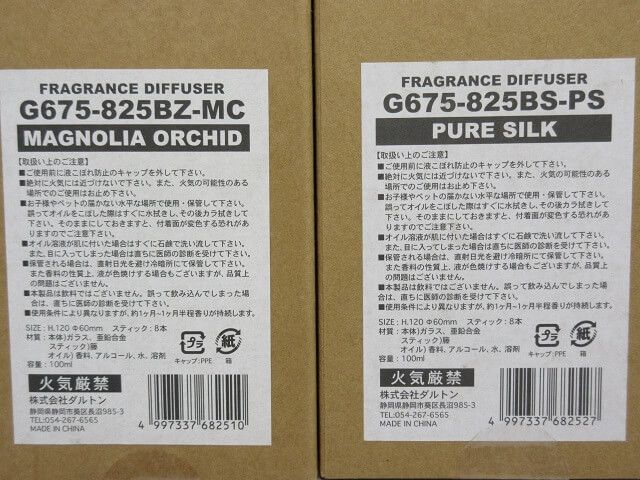 FRAGRANCE DIFFUSER
G675-825BZ-MC
MAGNOLIA ORCHID
【取扱い上のご注意】
■ご使用前に液こぼれ防止のキャップを外して下さい。
■絶対に火気には近づけないで下さい。また、火気の可能性のある
場所でのご使用はお止め下さい。
■お子様やペットの届かない水平な場所で使用・保管して下さい。
誤ってオイルをこぼした際はすぐに水拭きし、その後カラ拭きして
下さい。そのままにしておきますと、付着面が変色する恐れがあ
りますのでご注意下さい。
■オイル溶液が肌に付いた場合はすぐに石鹸で洗い流して下さい。
また、目に入ってしまった場合は直ちに医師の診断を受けて下さい。
■保管される場合は、直射日光を避け冷暗所にて保管して下さい。
また香料の性質上、液が色焼けする場合もございますが、品質上
の問題はございません。
■本製品は飲料ではございません。誤って飲み込んでしまった場
合は、直ちに医師の診断を受けて下さい。
■使用条件により異なりますが、約1ヶ月~1ヶ月半程香りが持続します。
SIZE : H.120 Φ60mm スティック : 8本
材質 : 本体)ガラス、亜鉛合金
スティック)籐
オイル) 香料、アルコール、水、溶剤
容量 : 100ml
プラ
キャップ : PPE
紙
箱
火気厳禁
株式会社ダルトン
静岡県静岡市葵区長沼985-3
TEL:054-267-6565
MADE IN CHINA
4 997337 682510
FRAGRANCE DIFFUSER
G675-825BS-PS
PURE SILK
【取扱い上のご注意】
■ご使用前に液こぼれ防止のキャップを外して下さい。
■絶対に火気には近づけないで下さい。また、火気の可能性のある
場所でのご使用はお止め下さい。
■お子様やペットの届かない水平な場所で使用・保管して下さい。
誤ってオイルをこぼした際はすぐに水拭きし、その後カラ拭きして
下さい。そのままにしておきますと、付着面が変色する恐れがあ
りますのでご注意下さい。
■オイル溶液が肌に付いた場合はすぐに石鹸で洗い流して下さい。
また、目に入ってしまった場合は直ちに医師の診断を受けて下さい。
■保管される場合は、直射日光を避け冷暗所にて保管して下さい。
また香料の性質上、液が色焼けする場合もございますが、品質上
の問題はございません。
■本製品は飲料ではございません。誤って飲み込んでしまった場
合は、直ちに医師の診断を受けて下さい。
■使用条件により異なりますが、約1ヶ月~1ヶ月半程香りが持続します。
SIZE : H.120 Φ60mm スティック : 8本
材質 : 本体)ガラス、亜鉛合金
スティック)籐
オイル) 香料、アルコール、水、溶剤
容量 : 100ml
プラ
キャップ : PPE
紙
箱
火気厳禁
株式会社ダルトン
静岡県静岡市葵区長沼985-3
TEL:054-267-6565
MADE IN CHINA
4 997337 682527